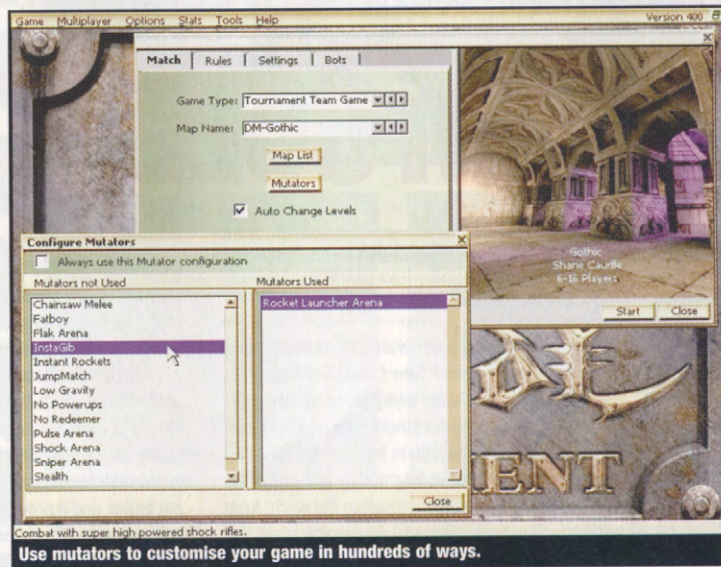 Game Multiplayer Options Stats Tools Help Version 400
Match Rules Settings Bots
Game Type: Tournament Team Game
Map Name: DM-Gothic
Map List
Mutators
Auto Change Levels
Gothic
Shane Caudle
6-16 Players
Start Close
Configure Mutators
Always use this Mutator configuration
Mutators not Used Mutators Used
Chainsaw Melee
Fatboy
Flak Arena
InstaGib
Instant Rockets
JumpMatch
Low Gravity
No Powerups
No Redeemer
Pulse Arena
Shock Arena
Sniper Arena
Stealth
Rocket Launcher Arena
Close
ENT
Combat with super high powered shock rifles.
Use mutators to customise your game in hundreds of ways.